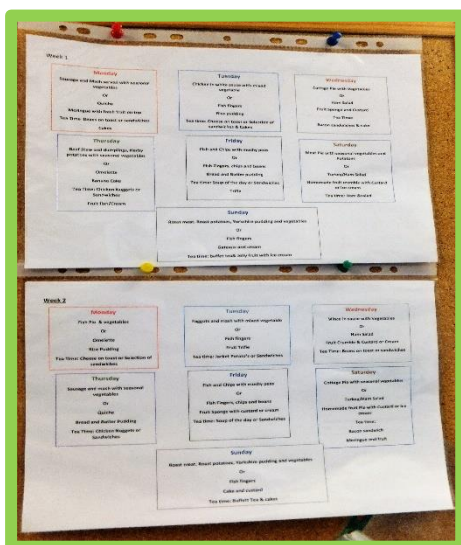 Week 1
Monday
Sausage and Mash served with seasonal
vegetables
Or
Quiche
Meringue with fresh fruit on top
Tea Time: Beans on toast or sandwiches
Cakes
Tuesday
Chicken in white sauce with mixed
vegetable
Or
Fish fingers
Rice pudding
Tea time: Cheese on toast or Selection of
sandwiches & Cakes
Wednesday
Cottage Pie with vegetables
Or
Ham Salad
Sponge and Custard
Tea Time:
Bacon sandwiches & cake
Thursday
Beef Stew and dumplings, Parsley
potatoes with seasonal vegetables
Or
Omelette
Banana Cake
Tea Time: Chicken Nuggets or
Sandwiches
Fruit Flan/Cream
Friday
Fish and Chips with mushy peas
Or
Fish Fingers, chips and beans
Bread and Butter pudding
Tea time: Soup of the day or Sandwiches
Trifle
Saturday
Meat Pie with seasonal vegetables and
Potatoes
Or
Turkey/Ham Salad
Homemade fruit crumble with Custard
or Ice cream
Tea time:
Sunday
Roast meat, Roast potatoes, Yorkshire pudding and vegetables
Or
Fish fingers
and cream
Tea time: buffet Jelly fruit with ice cream
Week 2
Monday
Fish Pie & vegetables
Or
Omelette
Rice Pudding
Tea Time: Cheese on toast or Selection of
sandwiches
Tuesday
Faggots and mash with mixed vegetable
Or
Fish fingers
Fruit Trifle
Tea time: Jacket Potato's or Sandwiches
Wednesday
Mince in sauce with vegetables
Or
Ham Salad
Fruit Crumble & Custard or Cream
Tea Time: Beans on toast or sandwiches
Thursday
Sausage and mash with seasonal
vegetables
Or
Quiche
Bread and Butter Pudding
Tea Time: Chicken Nuggets or
Sandwiches
Friday
Fish and Chips with mushy peas
Or
Fish Fingers, chips and beans
Fruit Sponge with custard or cream
Tea time: Soup of the day or Sandwiches
Saturday
Cottage Pie with seasonal vegetables
Or
Turkey/Ham Salad
Homemade fruit Pie with Custard or Ice
cream
Tea time:
Bacon sandwich
Meringue and fruit
Sunday
Roast meat, Roast potatoes, Yorkshire pudding and vegetables
Or
Fish fingers
Cake and custard
Tea time: Buffett Tea & cakes